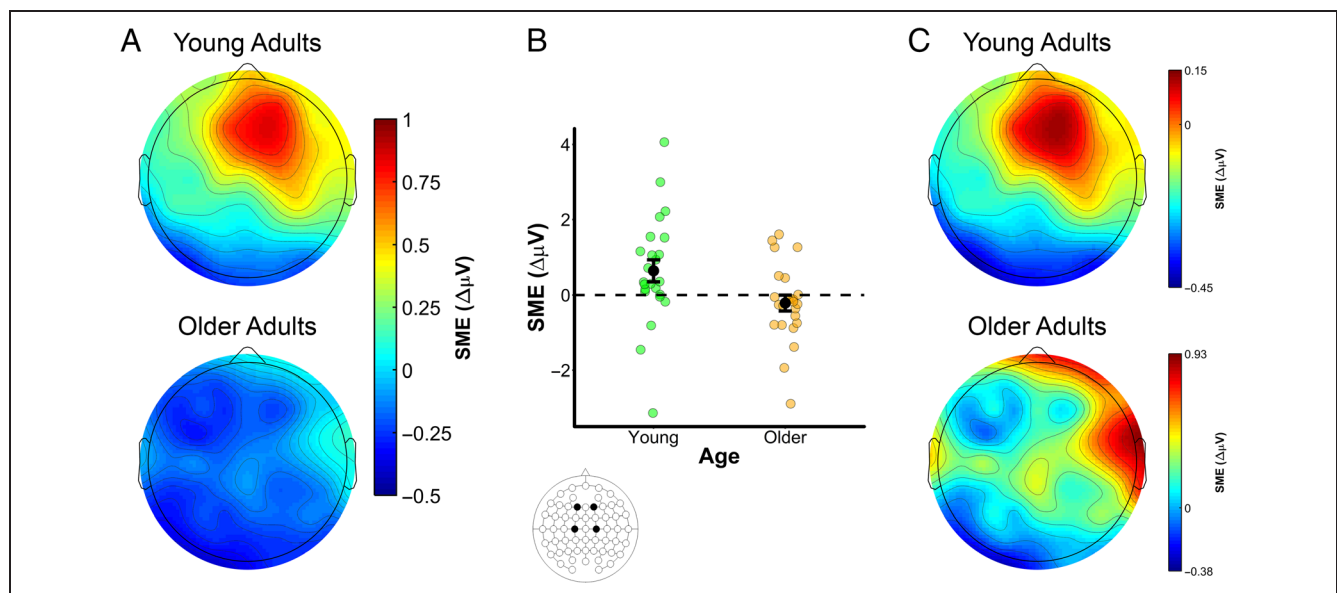 A
Young Adults
1
0.75
0.5
0.25
0
−0.25
−0.5
SME (ΔμV)
Older Adults
B
4
2
0
−2
SME (ΔμV)
Young
Older
Age
C
Young Adults
0.15
0
−0.45
SME (ΔμV)
Older Adults
0.93
0
−0.38
SME (ΔμV)